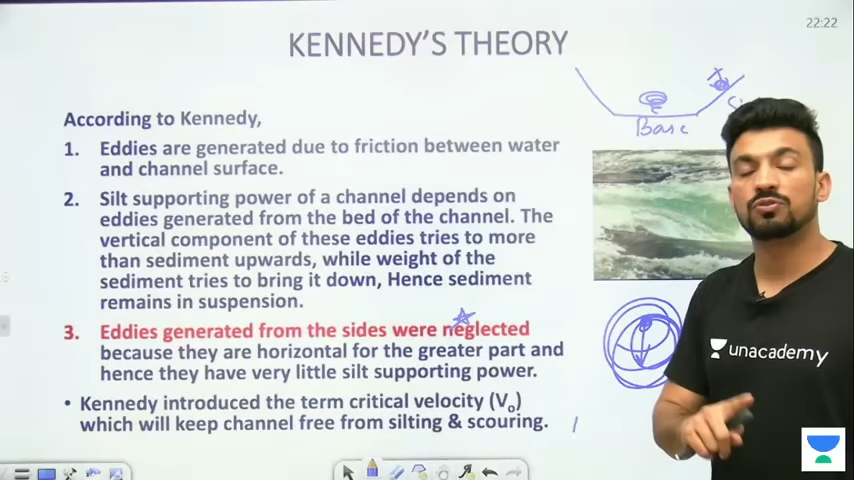 22:22
KENNEDY'S THEORY
According to Kennedy,
1. Eddies are generated due to friction between water
and channel surface.
2. Silt supporting power of a channel depends on
eddies generated from the bed of the channel. The
vertical component of these eddies tries to more
than sediment upwards, while weight of the
sediment tries to bring it down, Hence sediment
remains in suspension.
3. Eddies generated from the sides were neglected
because they are horizontal for the greater part and
hence they have very little silt supporting power.
• Kennedy introduced the term critical velocity (V₀)
which will keep channel free from silting & scouring.
Base
unacademy